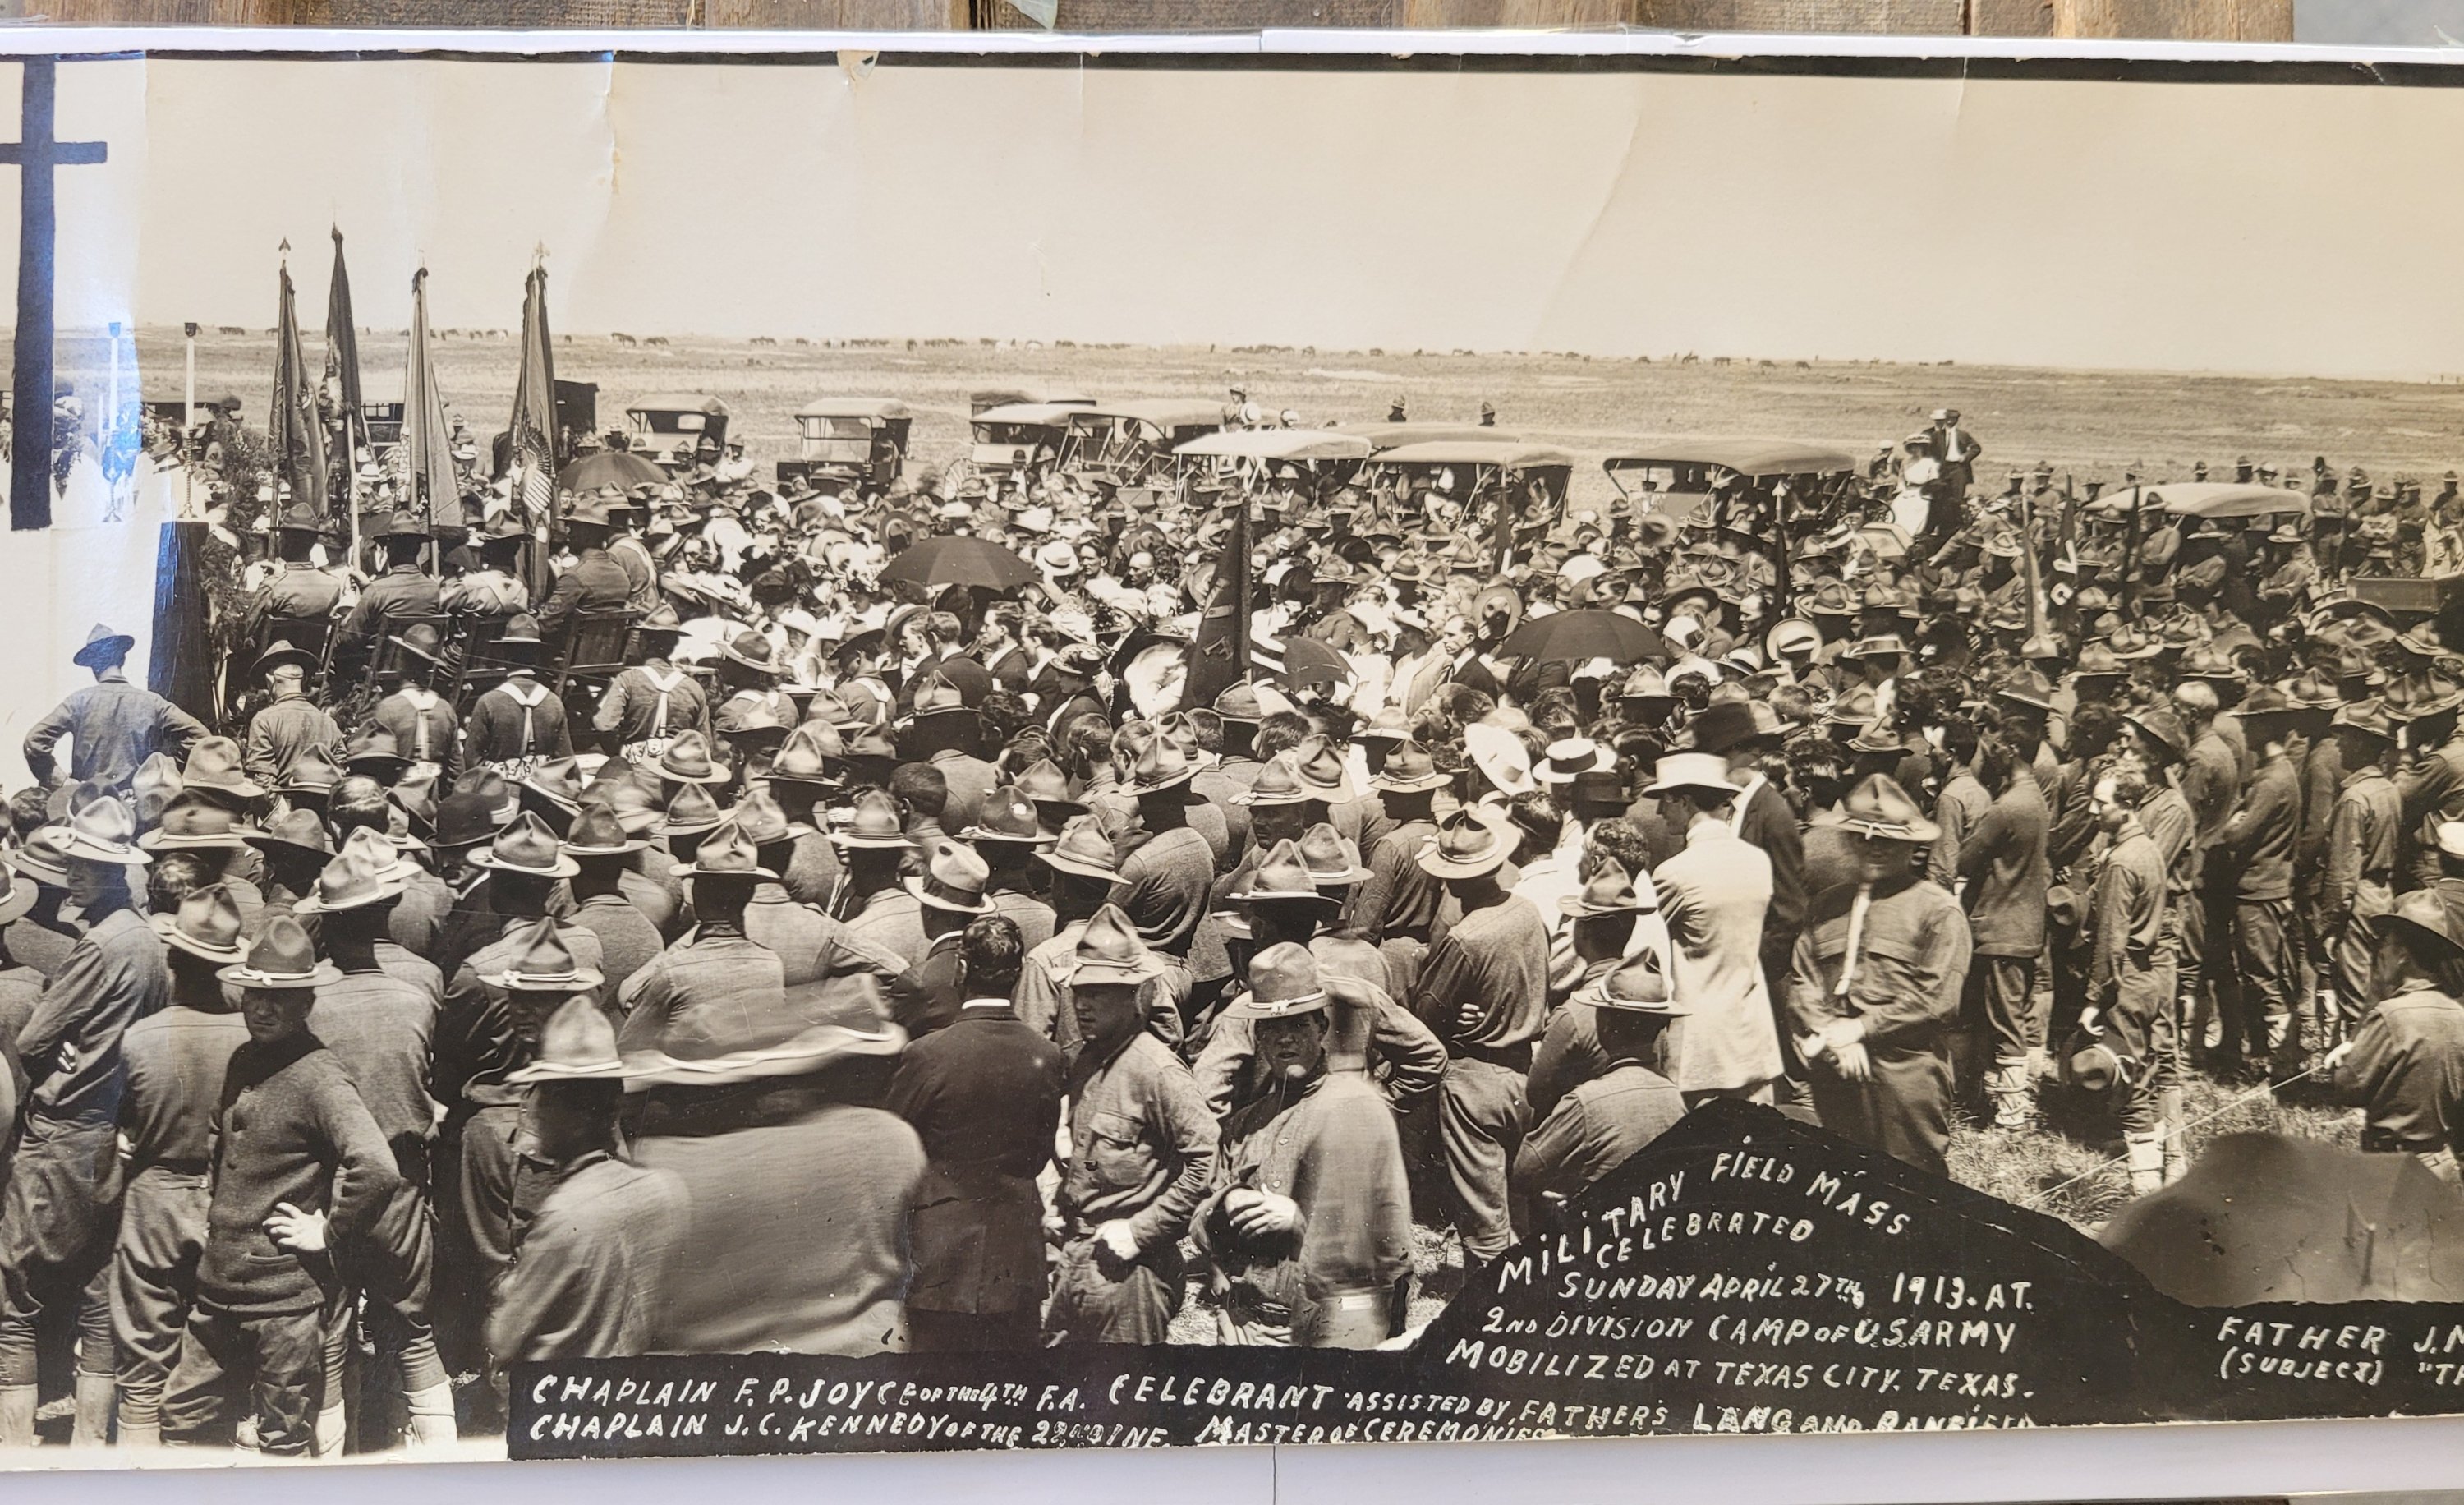 MILITARY FIELD MASS
CELEBRATED
SUNDAY APRIL 27TH, 1913. AT.
2ND DIVISION CAMP OF U.S. ARMY
MOBILIZED AT TEXAS CITY. TEXAS.
CHAPLAIN F. P. JOYCE OF THE 4TH F.A. CELEBRANT ASSISTED BY, FATHERS LANG AND
CHAPLAIN J. C. KENNEDY OF THE 22ND INF. MASTER OF CEREMONIES
FATHER J.
(SUBJECT)